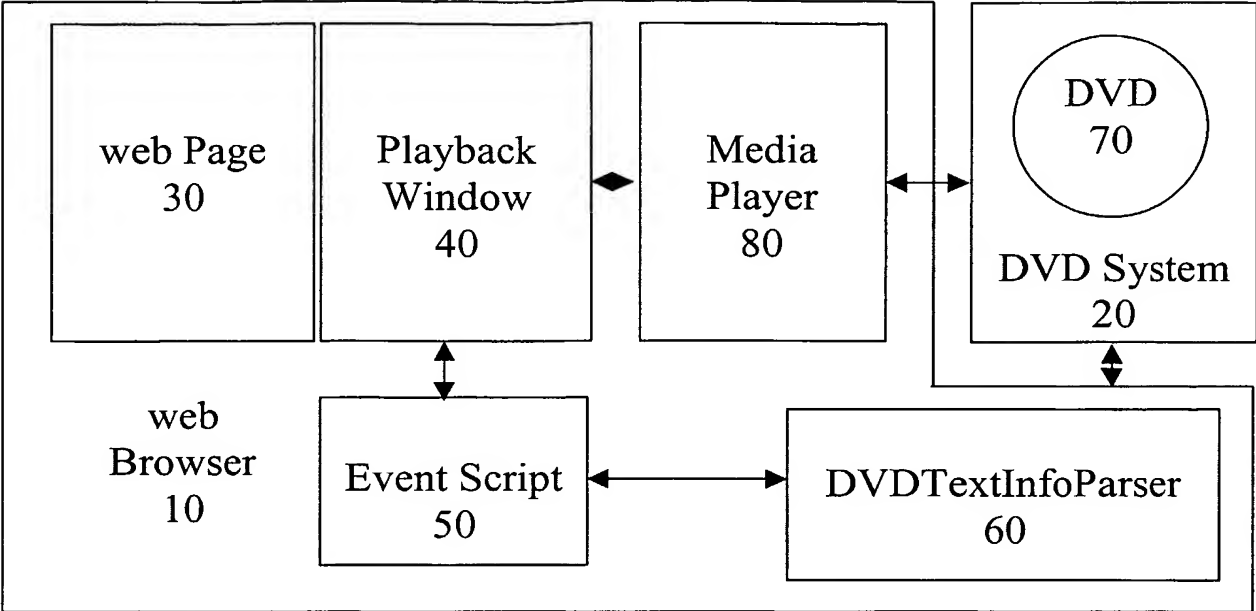 web Page
30
Playback
Window
40
Media
Player
80
DVD
70
DVD System
20
web
Browser
10
Event Script
50
DVDTextInfoParser
60